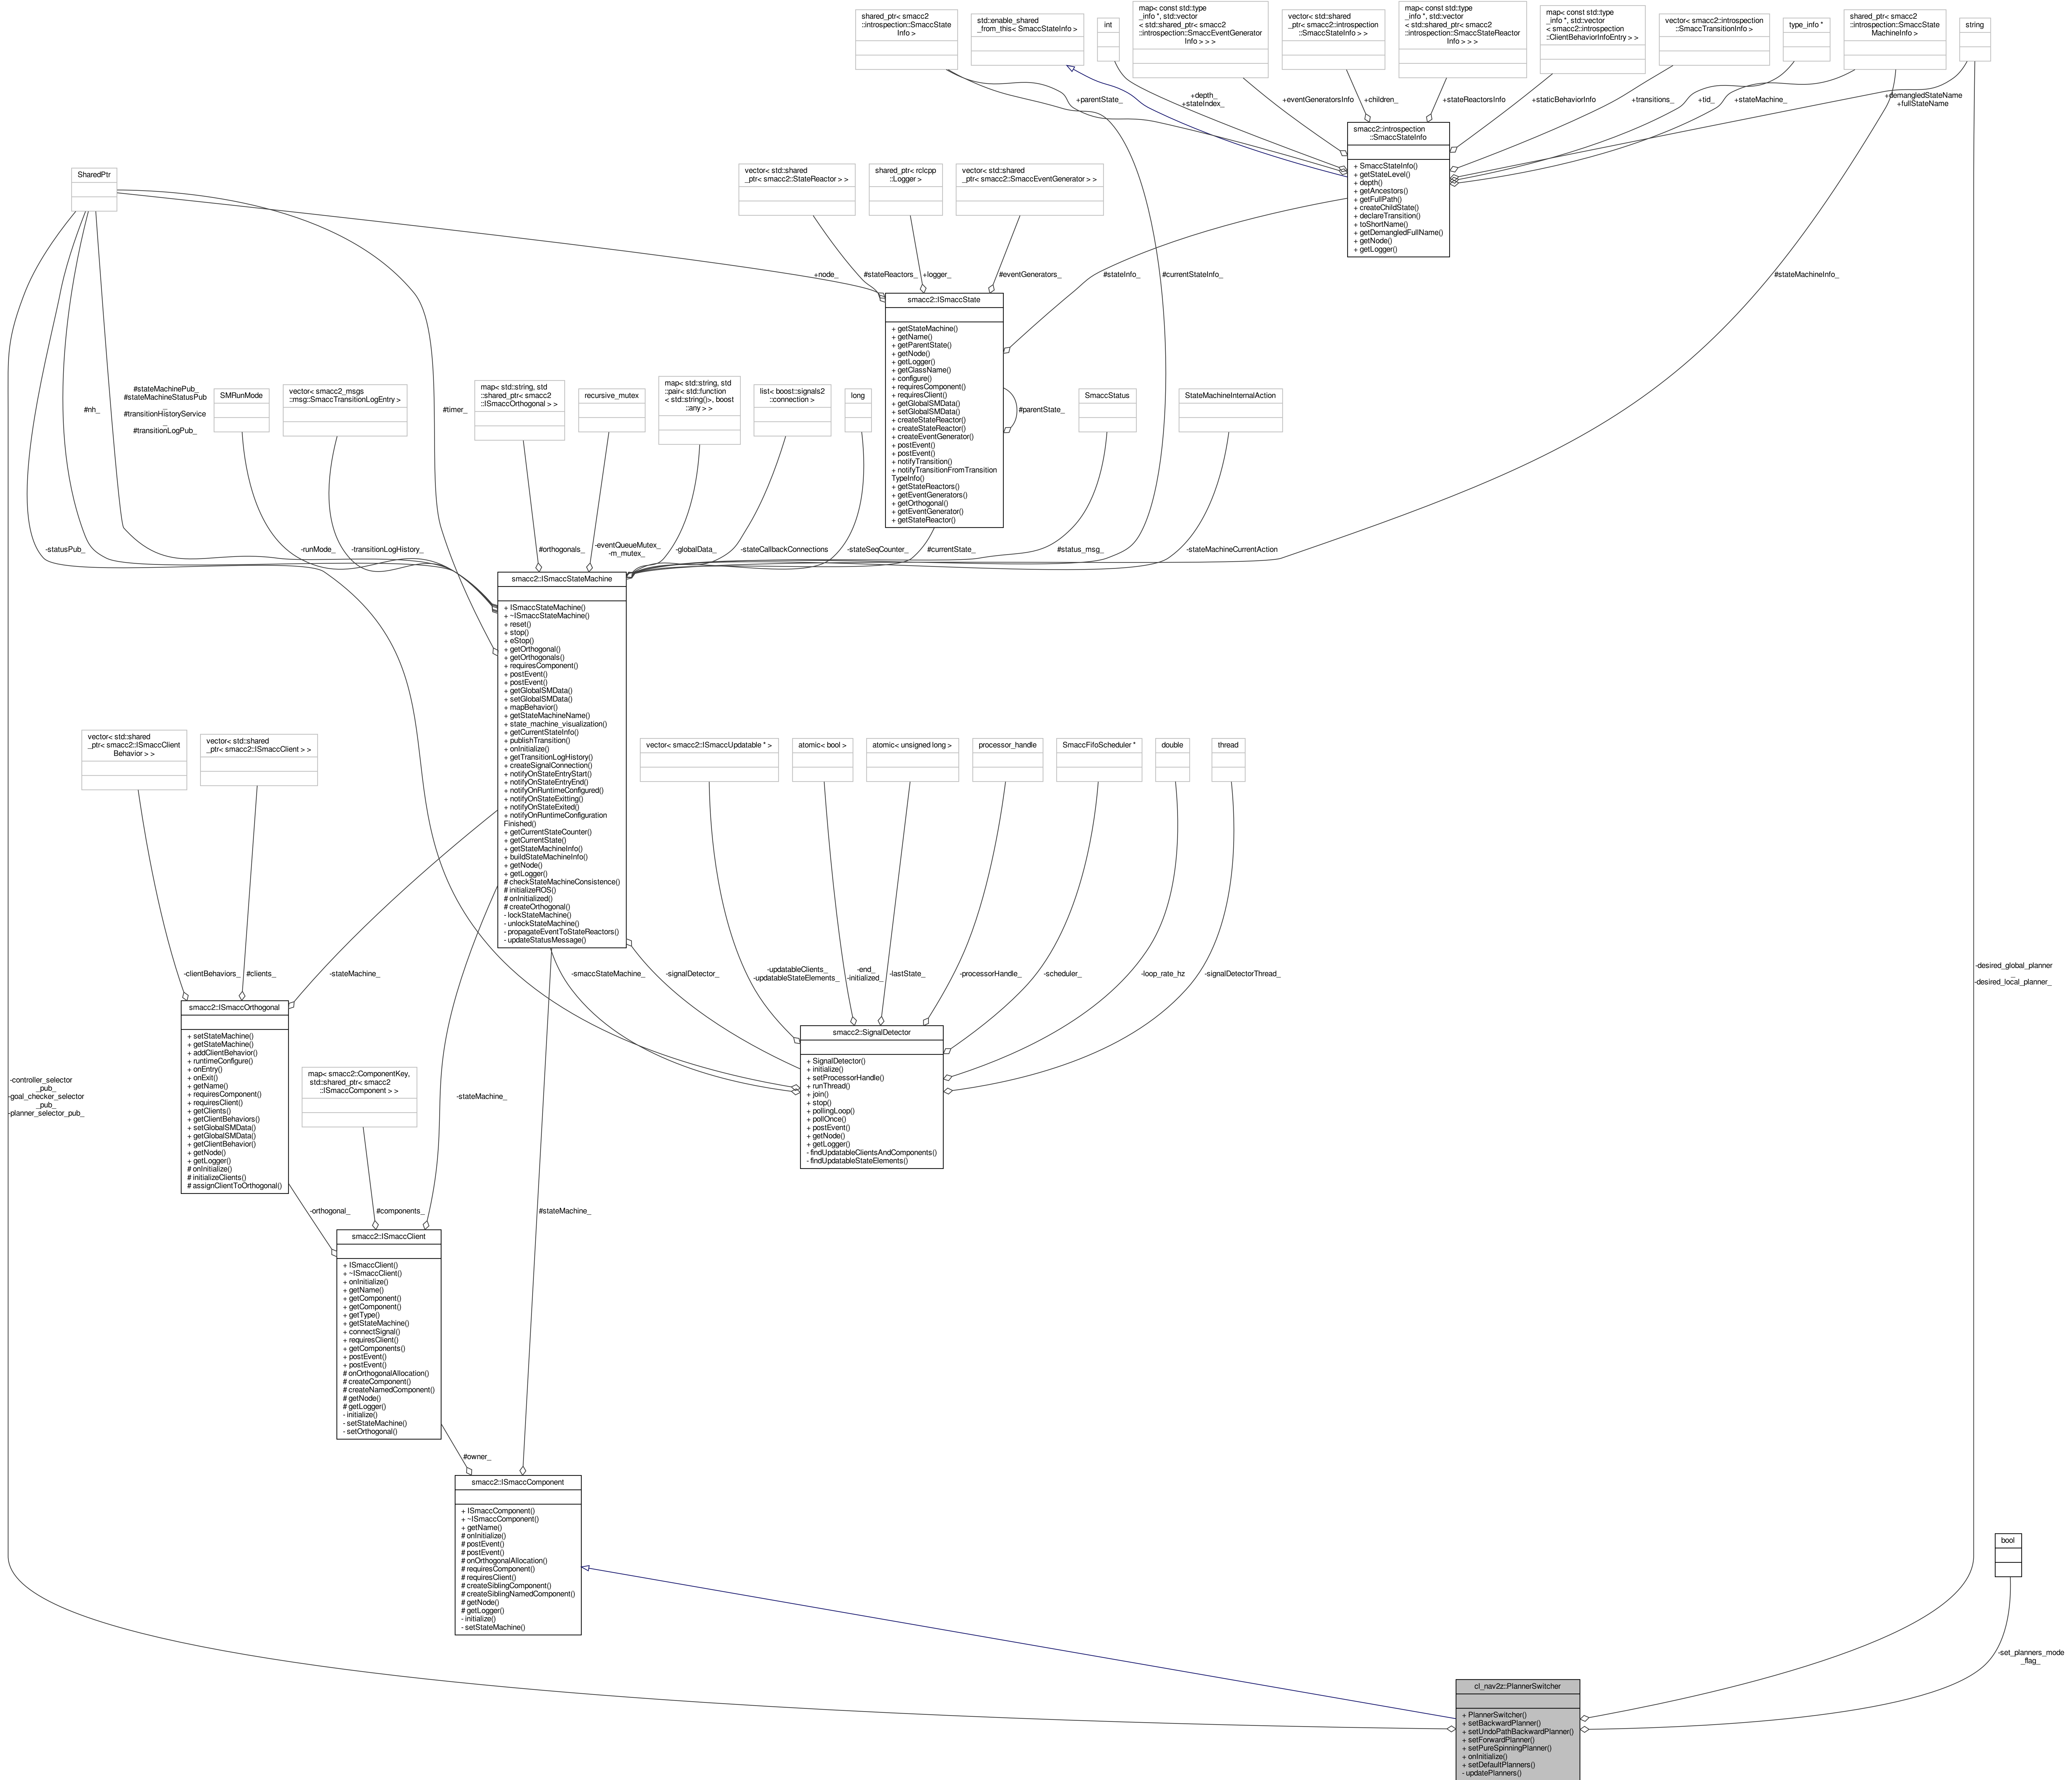 shared_ptr< smacc2
::introspection::SmaccState
Info >
std::enable_shared
_from_this< SmaccStateInfo >
int
map< const std::type
_info *, std::vector
< std::shared_ptr< smacc2
::introspection::SmaccEventGenerator
Info > > >
vector< std::shared
_ptr< smacc2::introspection
::SmaccStateInfo > >
map< const std::type
_info *, std::vector
< std::shared_ptr< smacc2
::introspection::SmaccStateReactor
Info > > >
map< const std::type
_info *, std::vector
< smacc2::introspection
::ClientBehaviorInfoEntry > >
vector< smacc2::introspection
::SmaccTransitionInfo >
type_info *
shared_ptr< smacc2
::introspection::SmaccState
MachineInfo >
string
+parentState_
+depth_
+stateIndex_
+eventGeneratorsInfo
+children_
+stateReactorsInfo
+staticBehaviorInfo
+transitions_
+tid_
+stateMachine_
+demangledStateName
+fullStateName
smacc2::introspection
::SmaccStateInfo
+ SmaccStateInfo()
+ getStateLevel()
+ depth()
+ getAncestors()
+ getFullPath()
+ createChildState()
+ declareTransition()
+ toShortName()
+ getDemangledFullName()
+ getNode()
+ getLogger()
SharedPtr
vector< std::shared
_ptr< smacc2::StateReactor > >
shared_ptr< rclcpp
::Logger >
vector< std::shared
_ptr< smacc2::SmaccEventGenerator > >
+node_
#stateReactors_
+logger_
#eventGenerators_
#stateInfo_
#currentStateInfo_
#stateMachineInfo_
smacc2::ISmaccState
+ getStateMachine()
+ getName()
+ getParentState()
+ getNode()
+ getLogger()
+ getClassName()
+ configure()
+ requiresComponent()
+ requiresClient()
+ getGlobalSMData()
+ setGlobalSMData()
+ createStateReactor()
+ createStateReactor()
+ createEventGenerator()
+ postEvent()
+ postEvent()
+ notifyTransition()
+ notifyTransitionFromTransition
TypeInfo()
+ getStateReactors()
+ getEventGenerators()
+ getOrthogonal()
+ getEventGenerator()
+ getStateReactor()
#parentState_
#nh_
#stateMachinePub_
#stateMachineStatusPub
_
#transitionHistoryService
_
#transitionLogPub_
SMRunMode
vector< smacc2_msgs
::msg::SmaccTransitionLogEntry >
#timer_
map< std::string, std
::shared_ptr< smacc2
::ISmaccOrthogonal > >
recursive_mutex
map< std::string, std
::pair< std::function
< std::string()>, boost
::any > >
list< boost::signals2
::connection >
long
SmaccStatus
StateMachineInternalAction
-statusPub_
-runMode_
-transitionLogHistory_
#orthogonals_
-eventQueueMutex_
-m_mutex_
-globalData_
-stateCallbackConnections
-stateSeqCounter_
#currentState_
#status_msg_
-stateMachineCurrentAction
smacc2::ISmaccStateMachine
+ ISmaccStateMachine()
+ ~ISmaccStateMachine()
+ reset()
+ stop()
+ eStop()
+ getOrthogonal()
+ getOrthogonals()
+ requiresComponent()
+ postEvent()
+ postEvent()
+ getGlobalSMData()
+ setGlobalSMData()
+ mapBehavior()
+ getStateMachineName()
+ state_machine_visualization()
+ getCurrentStateInfo()
+ publishTransition()
+ onInitialize()
+ getTransitionLogHistory()
+ createSignalConnection()
+ notifyOnStateEntryStart()
+ notifyOnStateEntryEnd()
+ notifyOnRuntimeConfigured()
+ notifyOnStateExitting()
+ notifyOnStateExited()
+ notifyOnRuntimeConfiguration
Finished()
+ getCurrentStateCounter()
+ getCurrentState()
+ getStateMachineInfo()
+ buildStateMachineInfo()
+ getNode()
+ getLogger()
# checkStateMachineConsistence()
# initializeROS()
# onInitialized()
# createOrthogonal()
- lockStateMachine()
- unlockStateMachine()
- propagateEventToStateReactors()
- updateStatusMessage()
vector< std::shared
_ptr< smacc2::ISmaccClient
Behavior > >
vector< std::shared
_ptr< smacc2::ISmaccClient > >
vector< smacc2::ISmaccUpdatable * >
atomic< bool >
atomic< unsigned long >
processor_handle
SmaccFifoScheduler *
double
thread
-clientBehaviors_
#clients_
-stateMachine_
-smaccStateMachine_
-signalDetector_
-updatableClients_
-updatableStateElements_
-end_
-initialized_
-lastState_
-processorHandle_
-scheduler_
-loop_rate_hz
-signalDetectorThread_
-desired_global_planner
_
-desired_local_planner_
smacc2::ISmaccOrthogonal
+ setStateMachine()
+ getStateMachine()
+ addClientBehavior()
+ runtimeConfigure()
+ onEntry()
+ onExit()
+ getName()
+ requiresComponent()
+ requiresClient()
+ getClients()
+ getClientBehaviors()
+ setGlobalSMData()
+ getGlobalSMData()
+ getClientBehavior()
+ getNode()
+ getLogger()
# onInitialize()
# initializeClients()
# assignClientToOrthogonal()
smacc2::SignalDetector
+ SignalDetector()
+ initialize()
+ setProcessorHandle()
+ runThread()
+ join()
+ stop()
+ pollingLoop()
+ pollOnce()
+ postEvent()
+ getNode()
+ getLogger()
- findUpdatableClientsAndComponents()
- findUpdatableStateElements()
-controller_selector
_pub_
-goal_checker_selector
_pub_
-planner_selector_pub_
map< smacc2::ComponentKey,
std::shared_ptr< smacc2
::ISmaccComponent > >
-stateMachine_
-orthogonal_
#components_
#stateMachine_
smacc2::ISmaccClient
+ ISmaccClient()
+ ~ISmaccClient()
+ onInitialize()
+ getName()
+ getComponent()
+ getComponent()
+ getType()
+ getStateMachine()
+ connectSignal()
+ requiresClient()
+ getComponents()
+ postEvent()
+ postEvent()
# onOrthogonalAllocation()
# createComponent()
# createNamedComponent()
# getNode()
# getLogger()
- initialize()
- setStateMachine()
- setOrthogonal()
#owner_
smacc2::ISmaccComponent
+ ISmaccComponent()
+ ~ISmaccComponent()
+ getName()
# onInitialize()
# postEvent()
# postEvent()
# onOrthogonalAllocation()
# requiresComponent()
# requiresClient()
# createSiblingComponent()
# createSiblingNamedComponent()
# getNode()
# getLogger()
- initialize()
- setStateMachine()
bool
-set_planners_mode
_flag_
cl_nav2z::PlannerSwitcher
+ PlannerSwitcher()
+ setBackwardPlanner()
+ setUndoPathBackwardPlanner()
+ setForwardPlanner()
+ setPureSpinningPlanner()
+ onInitialize()
+ setDefaultPlanners()
- updatePlanners()